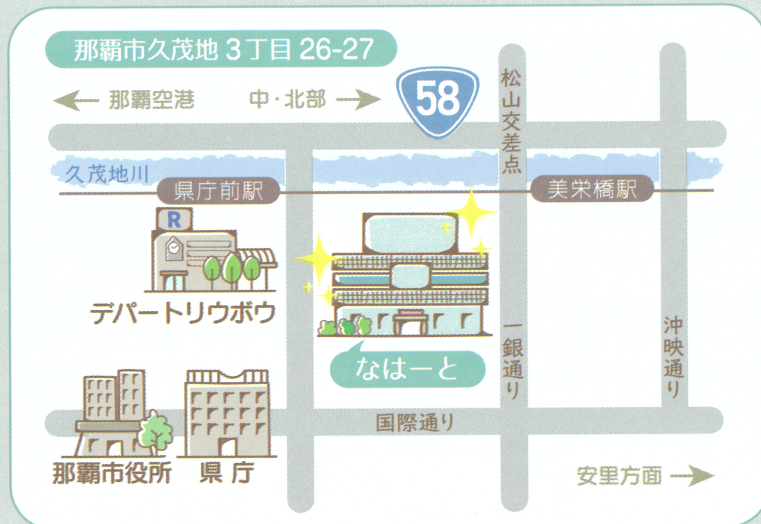 那覇市久茂地3丁目26-27
那覇空港
中・北部
58
松山交差点
久茂地川
県庁前駅
美栄橋駅
R
デパートリウボウ
なはーと
一銀通り
沖映通り
国際通り
那覇市役所
県庁
安里方面